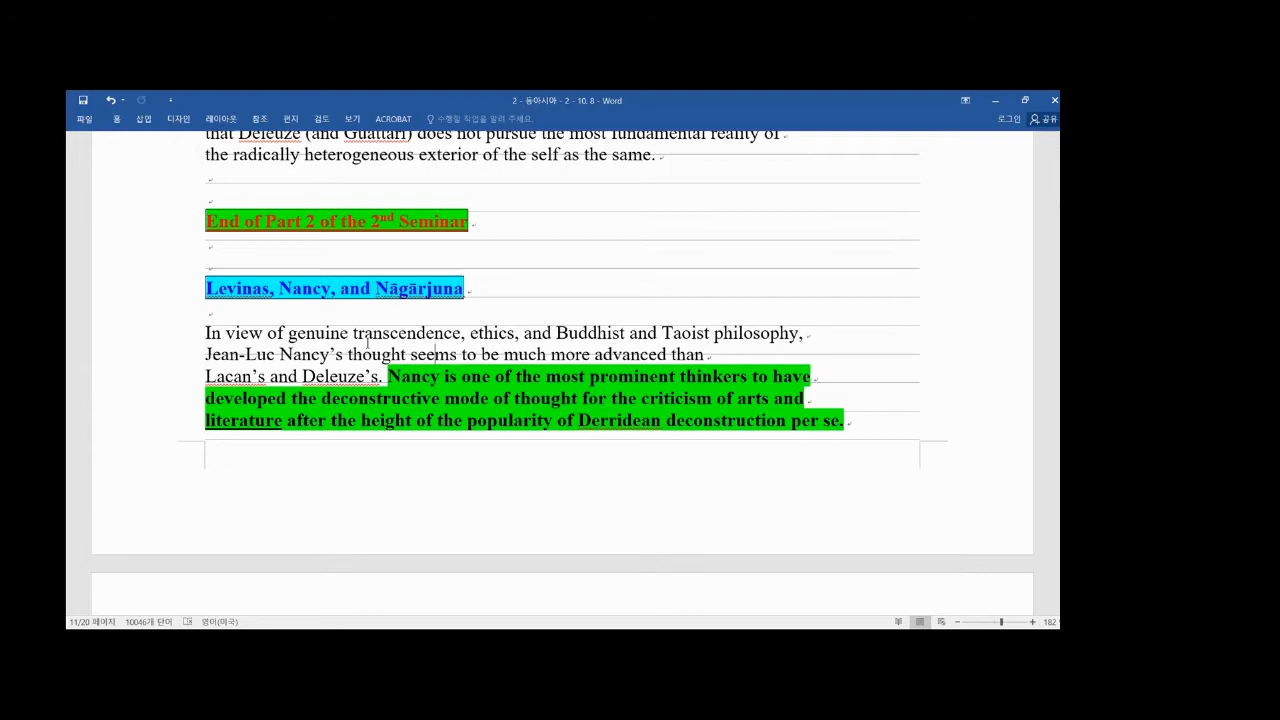 2 - 동아시아 - 2 - 10. 8 - Word
파일 홈 삽입 디자인 레이아웃 참조 편지 검토 보기 ACROBAT 수행할 작업을 알려 주세요. 로그인 공유
that Deleuze (and Guattari) does not pursue the most fundamental reality of
the radically heterogeneous exterior of the self as the same.
End of Part 2 of the 2nd Seminar
Levinas, Nancy, and Nāgārjuna
In view of genuine transcendence, ethics, and Buddhist and Taoist philosophy,
Jean-Luc Nancy’s thought seems to be much more advanced than
Lacan’s and Deleuze’s. Nancy is one of the most prominent thinkers to have
developed the deconstructive mode of thought for the criticism of arts and
literature after the height of the popularity of Derridean deconstruction per se.
11/20 페이지 10046개 단어 영어(미국) 182